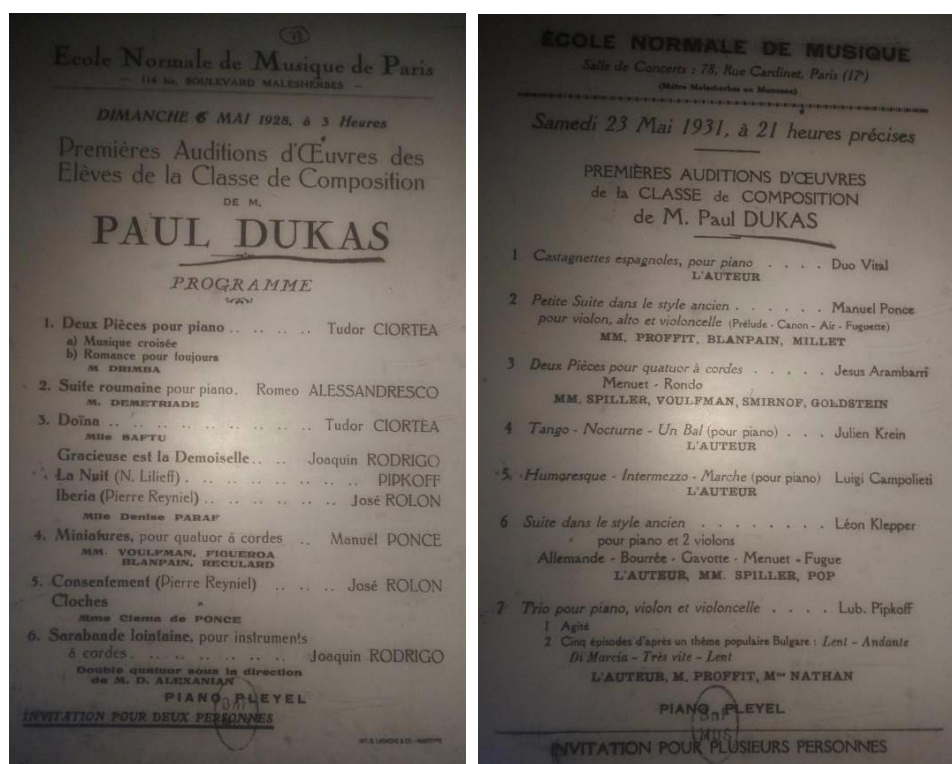 78
Ecole Normale de Musique de Paris
— 114 bis, BOULEVARD MALESHERBES —
DIMANCHE 6 MAI 1928, à 3 Heures
Premières Auditions d'Œuvres des
Elèves de la Classe de Composition
DE M.
PAUL DUKAS
PROGRAMME
1. Deux Pièces pour piano .. .. .. .. Tudor CIORTEA
a) Musique croisée
b) Romance pour foujours
M DRIMBA
2. Suite roumaine pour piano. Romeo ALESSANDRESCO
M. DEMETRIADE
3. Doïna .. .. .. .. .. .. .. .. Tudor CIORTEA
Mlle SAFTU
Gracieuse est la Demoiselle.. .. Joaquin RODRIGO
La Nuit (N. Lilieff) .. .. .. .. .. .. PIPKOFF
Iberia (Pierre Reyniel) .. .. .. .. .. José ROLON
Mlle Denise PARAF
4. Miniatures, pour quatuor à cordes .. Manuel PONCE
MM. VOULFMAN, FIGUEROA
BLANPAIN, RECULARD
5. Consentement (Pierre Reyniel) .. .. .. José ROLON
Cloches
Mme Clema de PONCE
6. Sarabande lointaine, pour instrumen!s
à cordes. .. .. .. .. .. .. .. Joaquin RODRIGO
Double quatuor sous la direction
de M. D. ALEXANIAN
PIANO PLEYEL
INVITATION POUR DEUX PERSONNES
ÉCOLE NORMALE DE MUSIQUE
Salle de Concerts : 78, Rue Cardinet, Paris (17e)
(Métro Malesherbes ou Monceau)
Samedi 23 Mai 1931, à 21 heures précises
PREMIÈRES AUDITIONS D'ŒUVRES
de la CLASSE de COMPOSITION
de M. Paul DUKAS
1 Castagnettes espagnoles, pour piano . . . . Duo Vital
L'AUTEUR
2 Petite Suite dans le style ancien . . . . . . Manuel Ponce
pour violon, alto et violoncelle (Prélude - Canon - Air - Fuguette)
MM. PROFFIT, BLANPAIN, MILLET
3 Deux Pièces pour quatuor à cordes . . . . . Jesus Arambarri
Menuet - Rondo
MM. SPILLER, VOULFMAN, SMIRNOF, GOLDSTEIN
4 Tango - Nocturne - Un Bal (pour piano) . . . Julien Krein
L'AUTEUR
5 Humoresque - Intermezzo - Marche (pour piano) Luigi Campolieti
L'AUTEUR
6 Suite dans le style ancien . . . . . . . . Léon Klepper
pour piano et 2 violons
Allemande - Bourrée - Gavotte - Menuet - Fugue
L'AUTEUR, MM. SPILLER, POP
7 Trio pour piano, violon et violoncelle . . . . Lub. Pipkoff
1 Agité
2 Cinq épisodes d'après un thème populaire Bulgare : Lent - Andante
Di Marcia - Très vite - Lent
L'AUTEUR, M. PROFFIT, Mme NATHAN
PIANO PLEYEL
BnF
MUS
INVITATION POUR PLUSIEURS PERSONNES